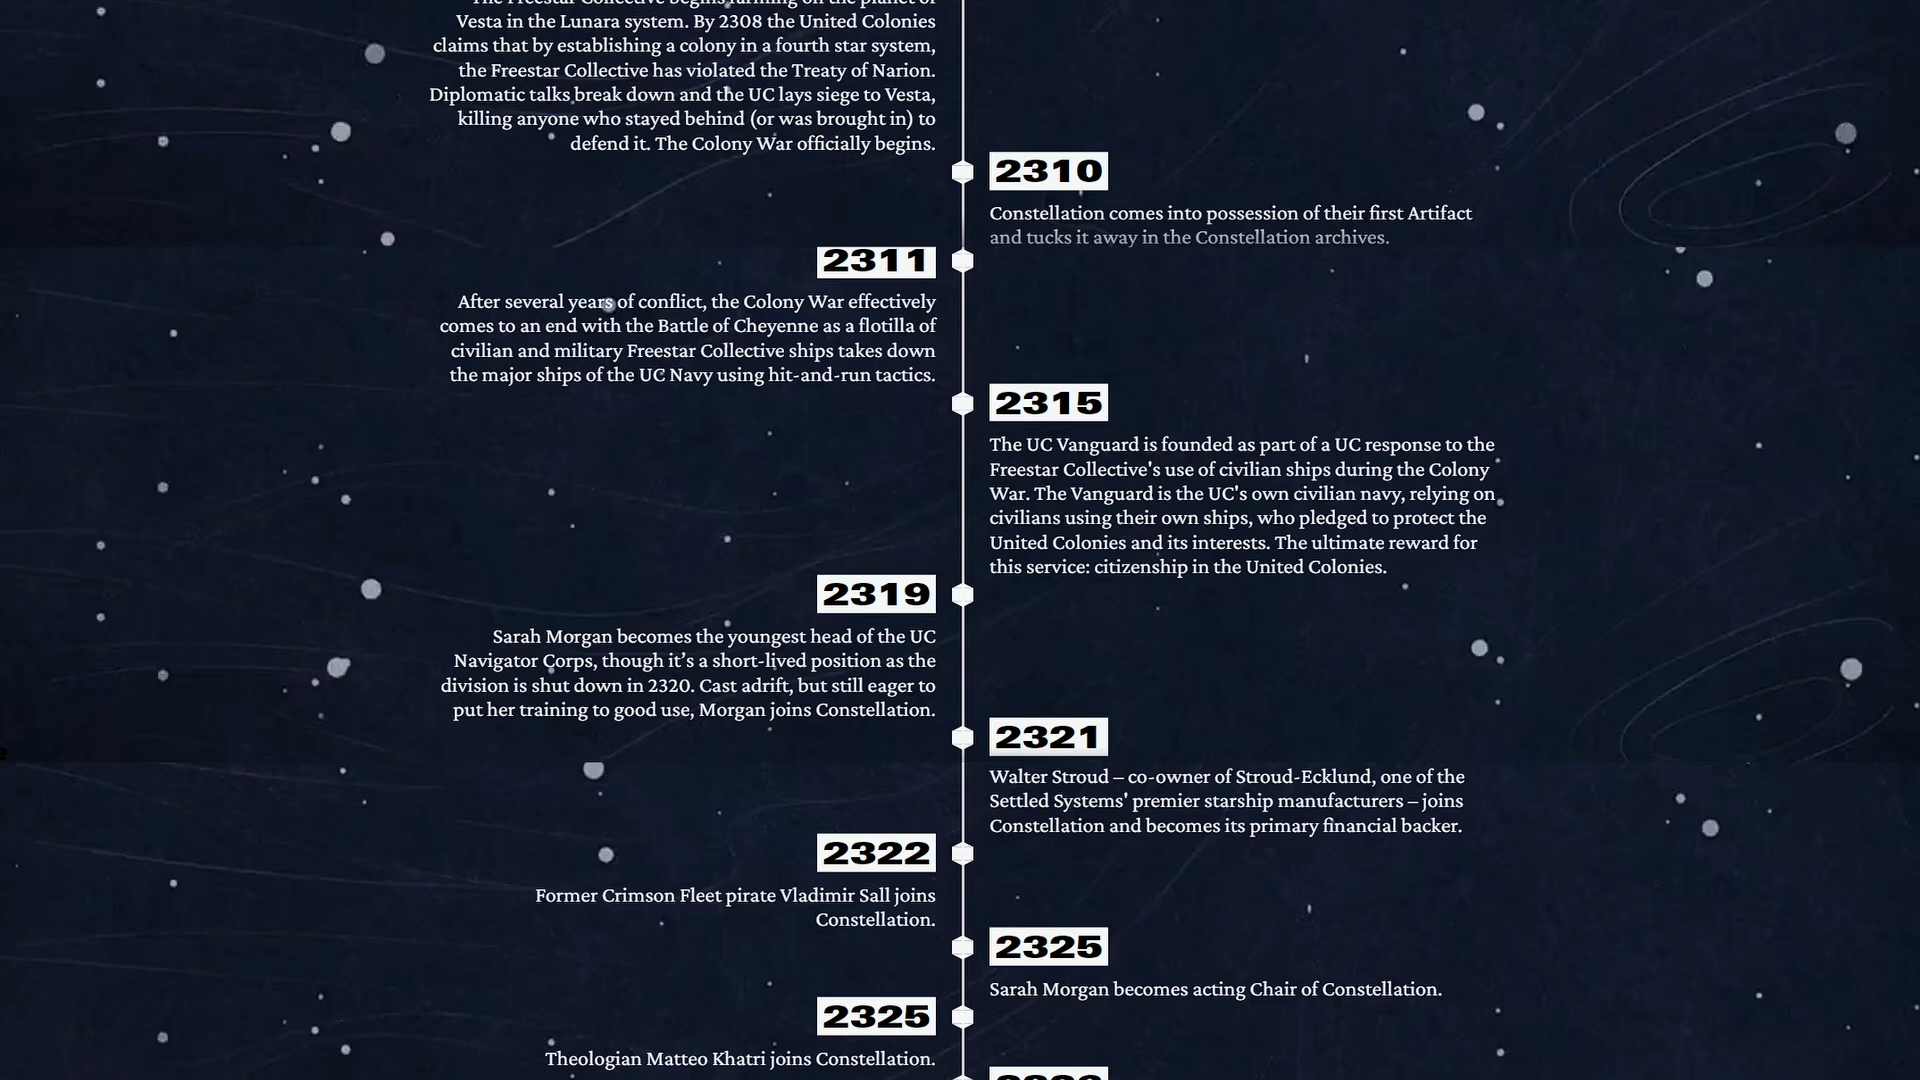 The Freestar Collective begins farming on the planet of
Vesta in the Lunara system. By 2308 the United Colonies
claims that by establishing a colony in a fourth star system,
the Freestar Collective has violated the Treaty of Narion.
Diplomatic talks break down and the UC lays siege to Vesta,
killing anyone who stayed behind (or was brought in) to
defend it. The Colony War officially begins.
2310
Constellation comes into possession of their first Artifact
and tucks it away in the Constellation archives.
2311
After several years of conflict, the Colony War effectively
comes to an end with the Battle of Cheyenne as a flotilla of
civilian and military Freestar Collective ships takes down
the major ships of the UC Navy using hit-and-run tactics.
2315
The UC Vanguard is founded as part of a UC response to the
Freestar Collective's use of civilian ships during the Colony
War. The Vanguard is the UC's own civilian navy, relying on
civilians using their own ships, who pledged to protect the
United Colonies and its interests. The ultimate reward for
this service: citizenship in the United Colonies.
2319
Sarah Morgan becomes the youngest head of the UC
Navigator Corps, though it’s a short-lived position as the
division is shut down in 2320. Cast adrift, but still eager to
put her training to good use, Morgan joins Constellation.
2321
Walter Stroud – co-owner of Stroud-Ecklund, one of the
Settled Systems' premier starship manufacturers – joins
Constellation and becomes its primary financial backer.
2322
Former Crimson Fleet pirate Vladimir Sall joins
Constellation.
2325
Sarah Morgan becomes acting Chair of Constellation.
2325
Theologian Matteo Khatri joins Constellation.